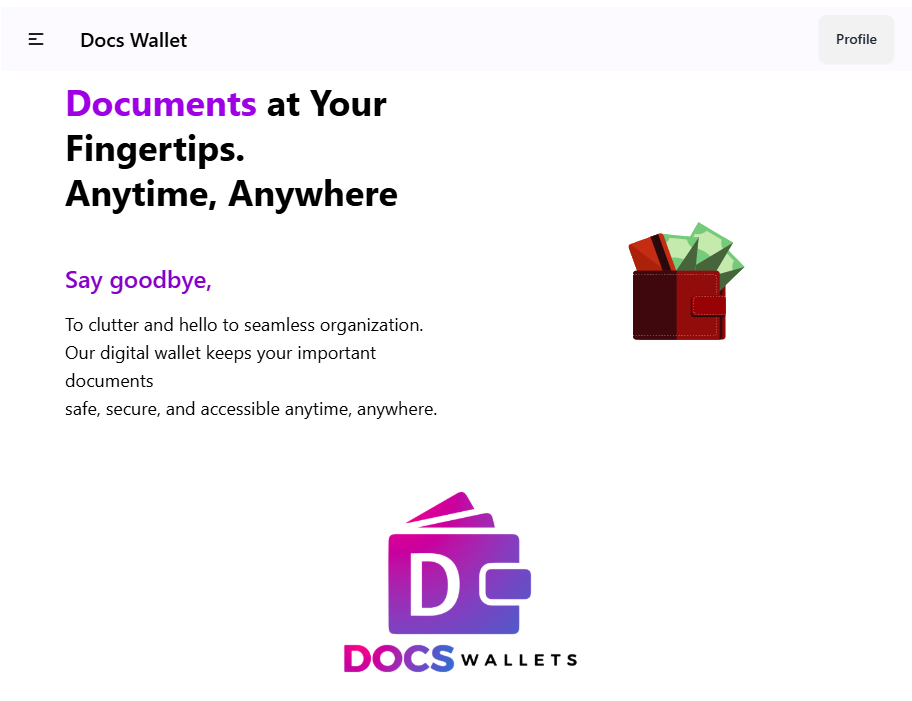 Docs Wallet
Profile
Documents at Your
Fingertips.
Anytime, Anywhere
Say goodbye,
To clutter and hello to seamless organization.
Our digital wallet keeps your important
documents
safe, secure, and accessible anytime, anywhere.
D
DOCS WALLETS